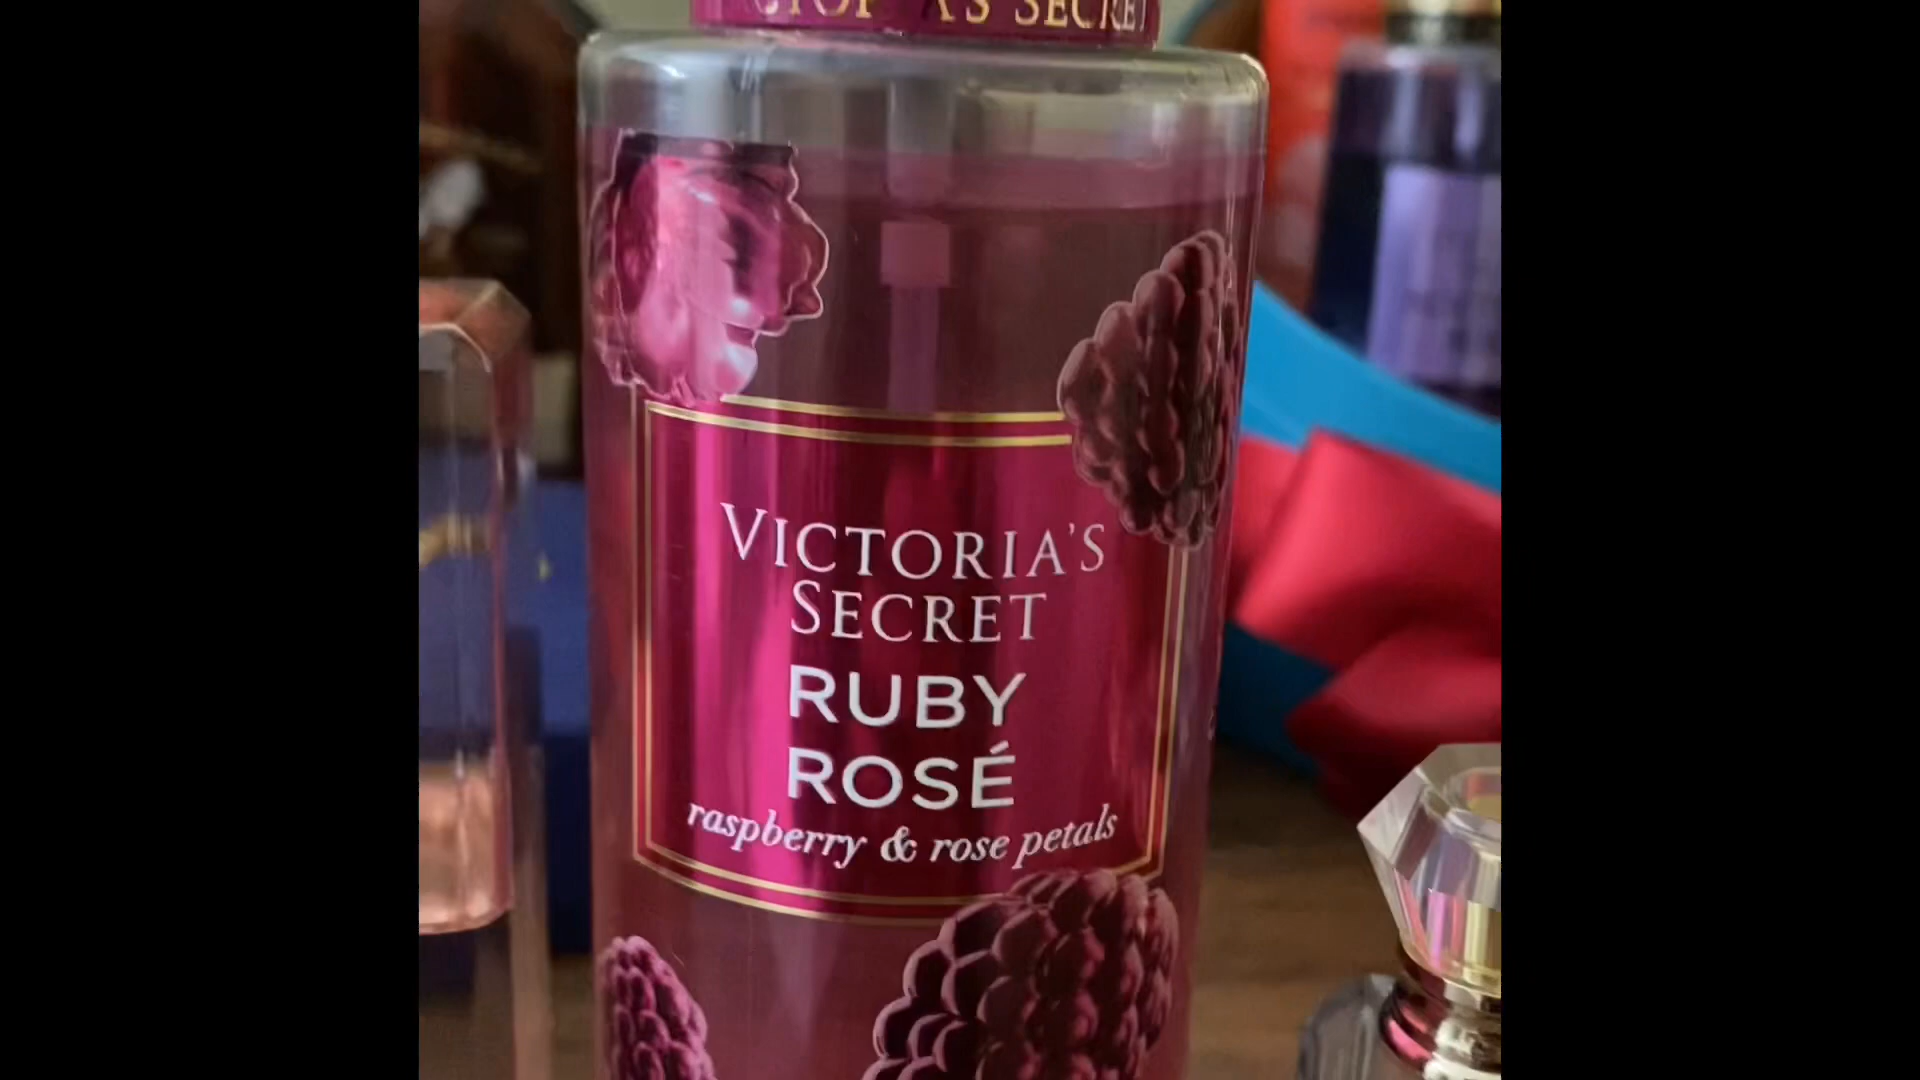 VICTORIA'S
SECRET
RUBY
ROSÉ
raspberry & rose petals